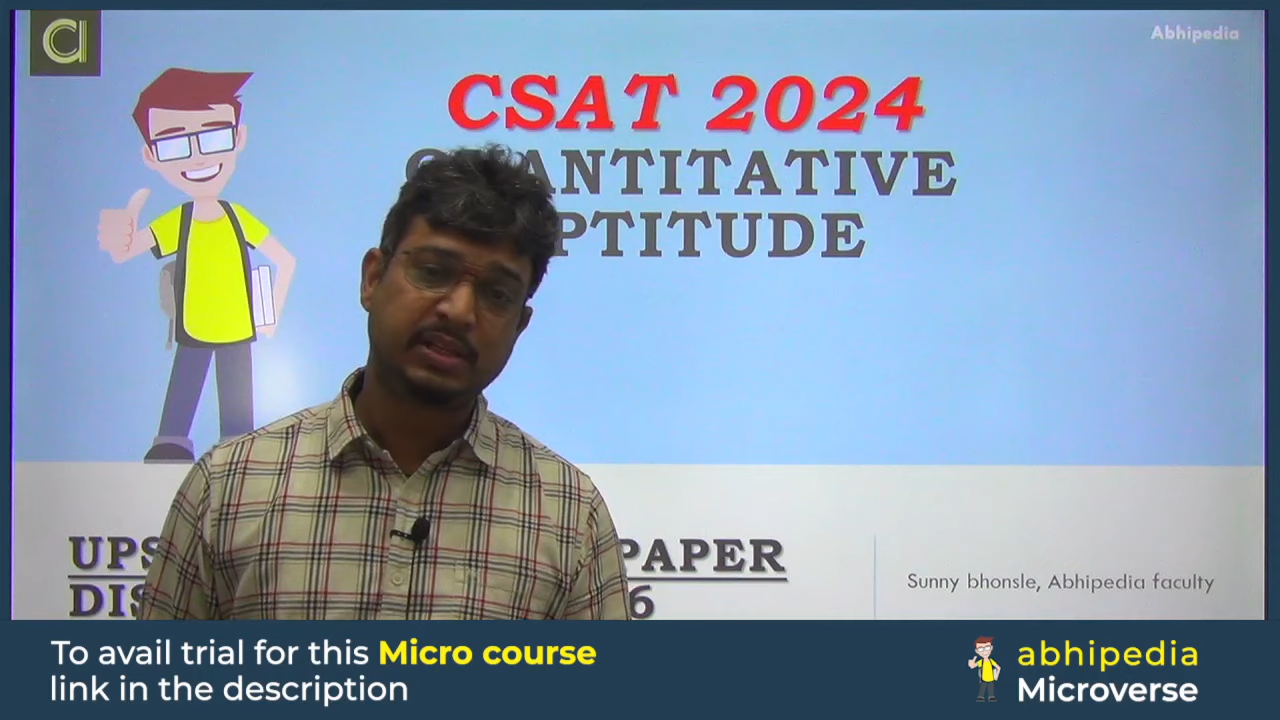 Abhipedia
CSAT 2024
ANTITATIVE
PTITUDE
UPS PAPER
DIS 6
Sunny bhonsle, Abhipedia faculty
To avail trial for this Micro course
link in the description
abhipedia
Microverse